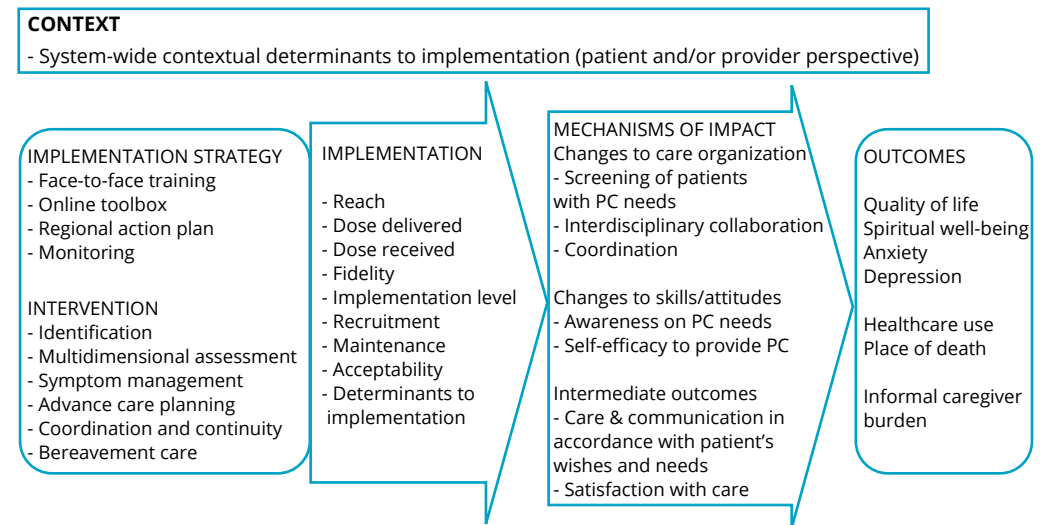 CONTEXT
- System-wide contextual determinants to implementation (patient and/or provider perspective)
IMPLEMENTATION STRATEGY
- Face-to-face training
- Online toolbox
- Regional action plan
- Monitoring
INTERVENTION
- Identification
- Multidimensional assessment
- Symptom management
- Advance care planning
- Coordination and continuity
- Bereavement care
IMPLEMENTATION
- Reach
- Dose delivered
- Dose received
- Fidelity
- Implementation level
- Recruitment
- Maintenance
- Acceptability
- Determinants to
implementation
MECHANISMS OF IMPACT
Changes to care organization
- Screening of patients
with PC needs
- Interdisciplinary collaboration
- Coordination
Changes to skills/attitudes
- Awareness on PC needs
- Self-efficacy to provide PC
Intermediate outcomes
- Care & communication in
accordance with patient’s
wishes and needs
- Satisfaction with care
OUTCOMES
Quality of life
Spiritual well-being
Anxiety
Depression
Healthcare use
Place of death
Informal caregiver
burden